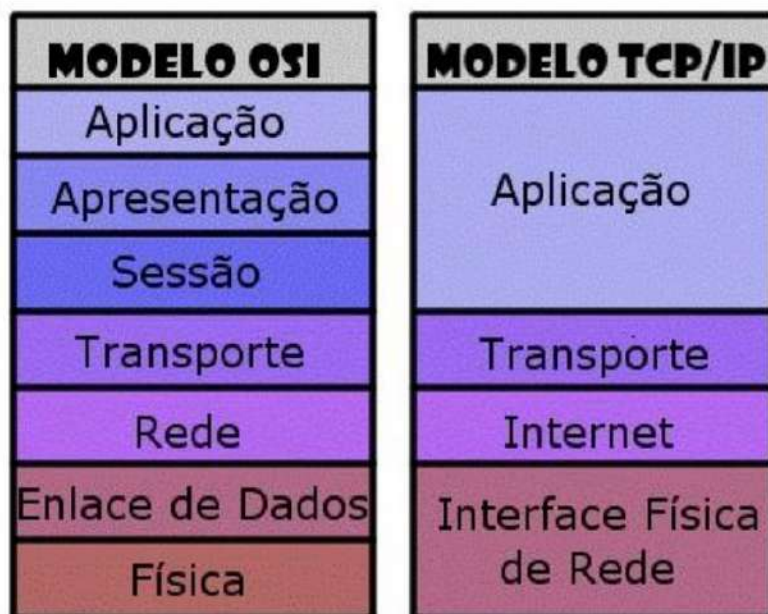 MODELO OSI
Aplicação
Apresentação
Sessão
Transporte
Rede
Enlace de Dados
Física
MODELO TCP/IP
Aplicação
Transporte
Internet
Interface Física
de Rede